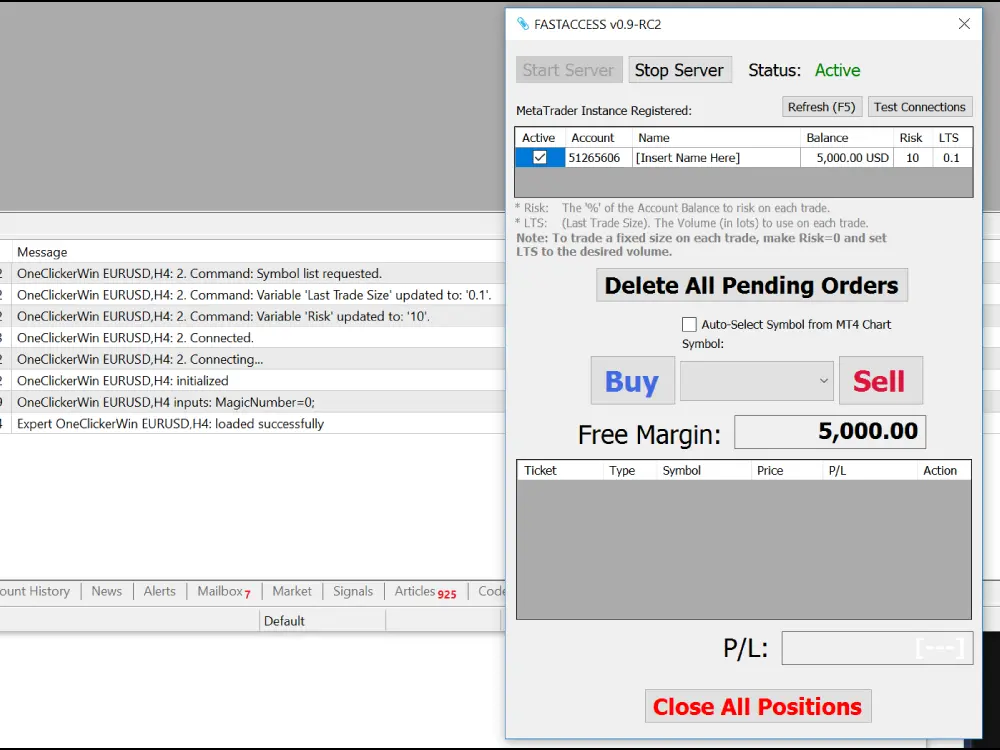 FASTACCESS v0.9-RC2
Start Server Stop Server Status: Active
MetaTrader Instance Registered: Refresh (F5) Test Connections
Active Account Name Balance Risk LTS
51265606 [Insert Name Here] 5,000.00 USD 10 0.1
* Risk: The '%' of the Account Balance to risk on each trade.
* LTS: (Last Trade Size). The Volume (in lots) to use on each trade.
Note: To trade a fixed size on each trade, make Risk=0 and set
LTS to the desired volume.
Delete All Pending Orders
Auto-Select Symbol from MT4 Chart
Symbol:
Buy Sell
Free Margin: 5,000.00
Ticket Type Symbol Price P/L Action
P/L: [---]
Close All Positions
Message
2 OneClickerWin EURUSD,H4: 2. Command: Symbol list requested.
2 OneClickerWin EURUSD,H4: 2. Command: Variable 'Last Trade Size' updated to: '0.1'.
2 OneClickerWin EURUSD,H4: 2. Command: Variable 'Risk' updated to: '10'.
OneClickerWin EURUSD,H4: 2. Connected.
2 OneClickerWin EURUSD,H4: 2. Connecting...
2 OneClickerWin EURUSD,H4: initialized
OneClickerWin EURUSD,H4 inputs: MagicNumber=0;
Expert OneClickerWin EURUSD,H4: loaded successfully
ount History News Alerts Mailbox 7 Market Signals Articles 925 Code
Default